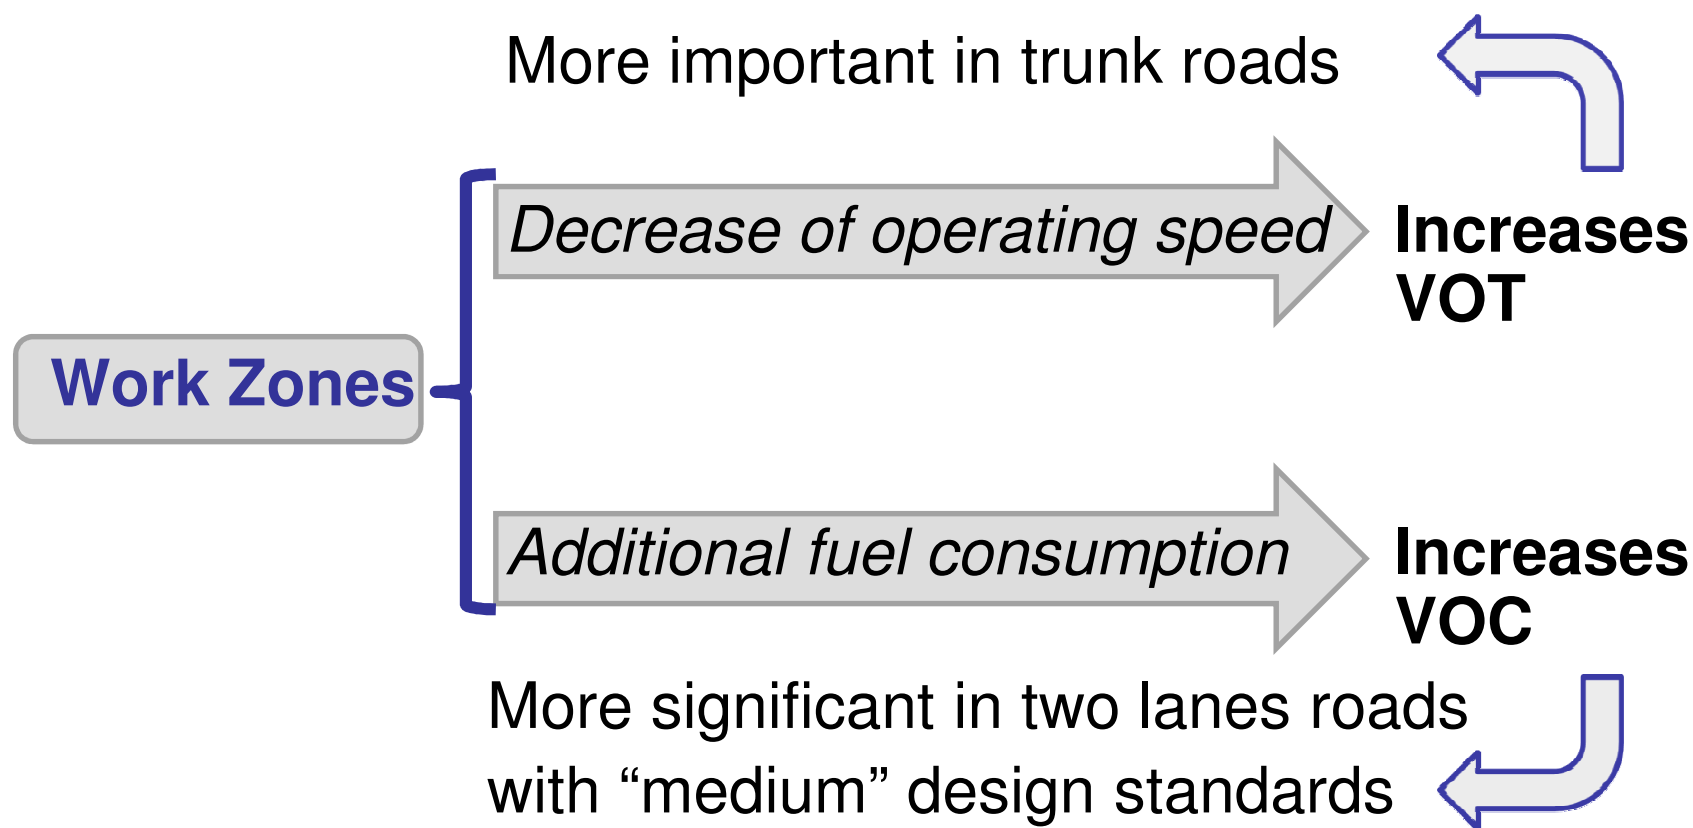 More important in trunk roads
Decrease of operating speed
Increases
VOT
Work Zones
Additional fuel consumption
Increases
VOC
More significant in two lanes roads
with “medium” design standards